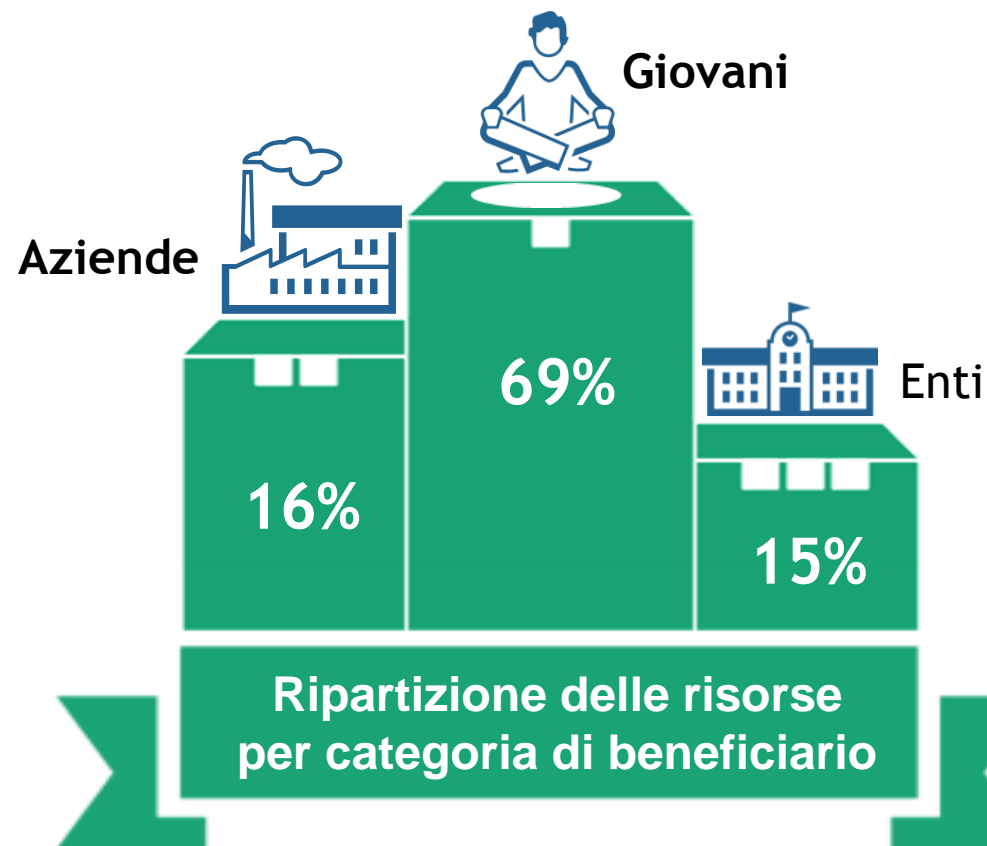 Giovani
Aziende
69%
Enti
16%
15%
Ripartizione delle risorse
per categoria di beneficiario